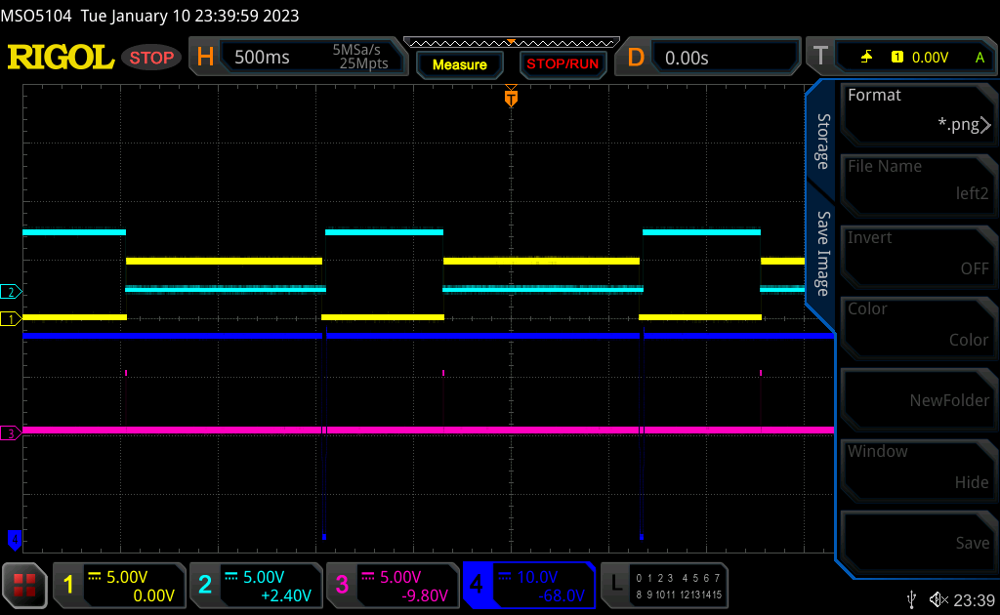 MSO5104 Tue January 10 23:39:59 2023
RIGOL
STOP
H
500ms
5MSa/s
25Mpts
Measure
STOP/RUN
D
0.00s
T
1
0.00V
A
T
Storage
Save Image
Format
*.png
File Name
left2
Invert
OFF
Color
Color
NewFolder
Window
Hide
Save
2
1
3
4
1
5.00V
0.00V
2
5.00V
+2.40V
3
5.00V
-9.80V
4
10.0V
-68.0V
L
0 1 2 3 4 5 6 7
8 9 10 11 12 13 14 15
23:39